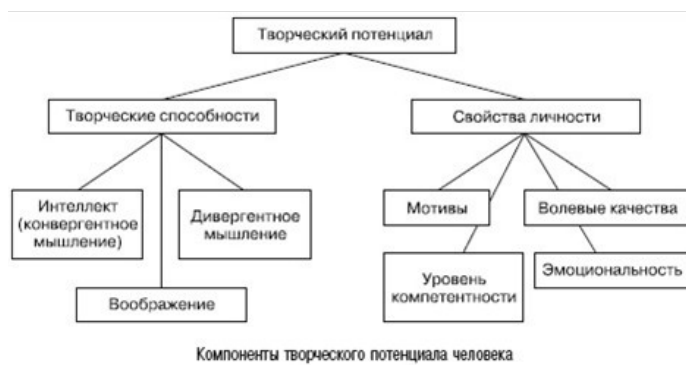 Творческий потенциал
Творческие способности
Свойства личности
Интеллект
(конвергентное
мышление)
Дивергентное
мышление
Воображение
Мотивы
Волевые качества
Уровень
компетентности
Эмоциональность
Компоненты творческого потенциала человека